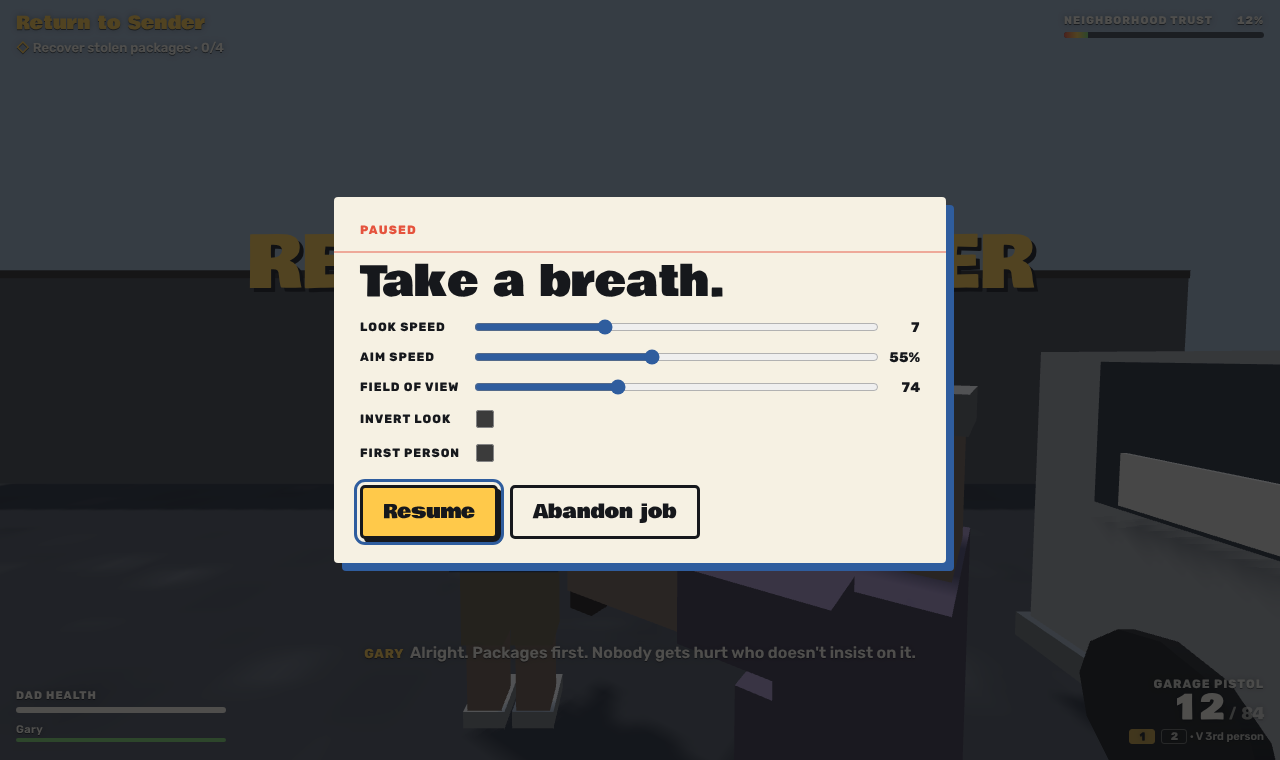 Return to Sender
Recover stolen packages · 0/4
NEIGHBORHOOD TRUST 12%
PAUSED
Take a breath.
LOOK SPEED 7
AIM SPEED 55%
FIELD OF VIEW 74
INVERT LOOK
FIRST PERSON
Resume
Abandon job
GARY Alright. Packages first. Nobody gets hurt who doesn't insist on it.
DAD HEALTH
Gary
GARAGE PISTOL
12 / 84
1 2 · V 3rd person